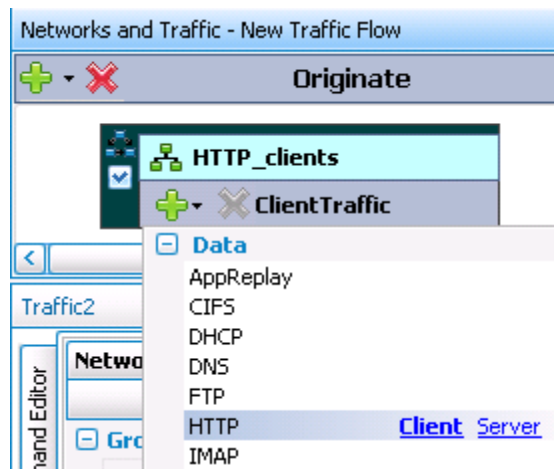 Networks and Traffic - New Traffic Flow
Originate
HTTP_clients
ClientTraffic
Data
AppReplay
CIFS
DHCP
DNS
FTP
HTTP Client Server
IMAP
Traffic2
Netwo
Gro
mand Editor